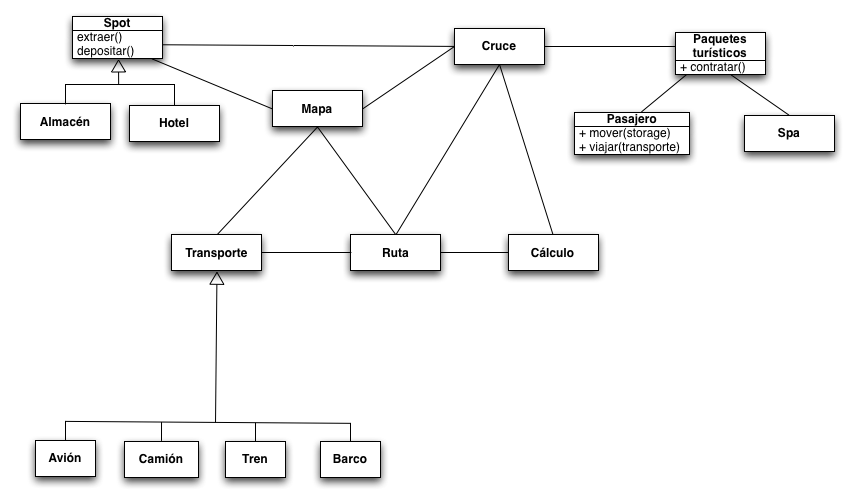 Spot
extraer()
depositar()
Cruce
Paquetes
turísticos
+ contratar()
Almacén
Hotel
Mapa
Pasajero
+ mover(storage)
+ viajar(transporte)
Spa
Transporte
Ruta
Cálculo
Avión
Camión
Tren
Barco